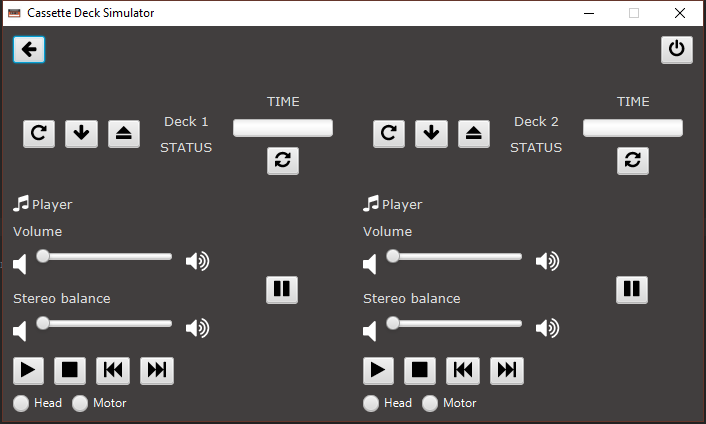 Cassette Deck Simulator
TIME
TIME
Deck 1
Deck 2
STATUS
STATUS
Player
Player
Volume
Volume
Stereo balance
Stereo balance
Head Motor
Head Motor